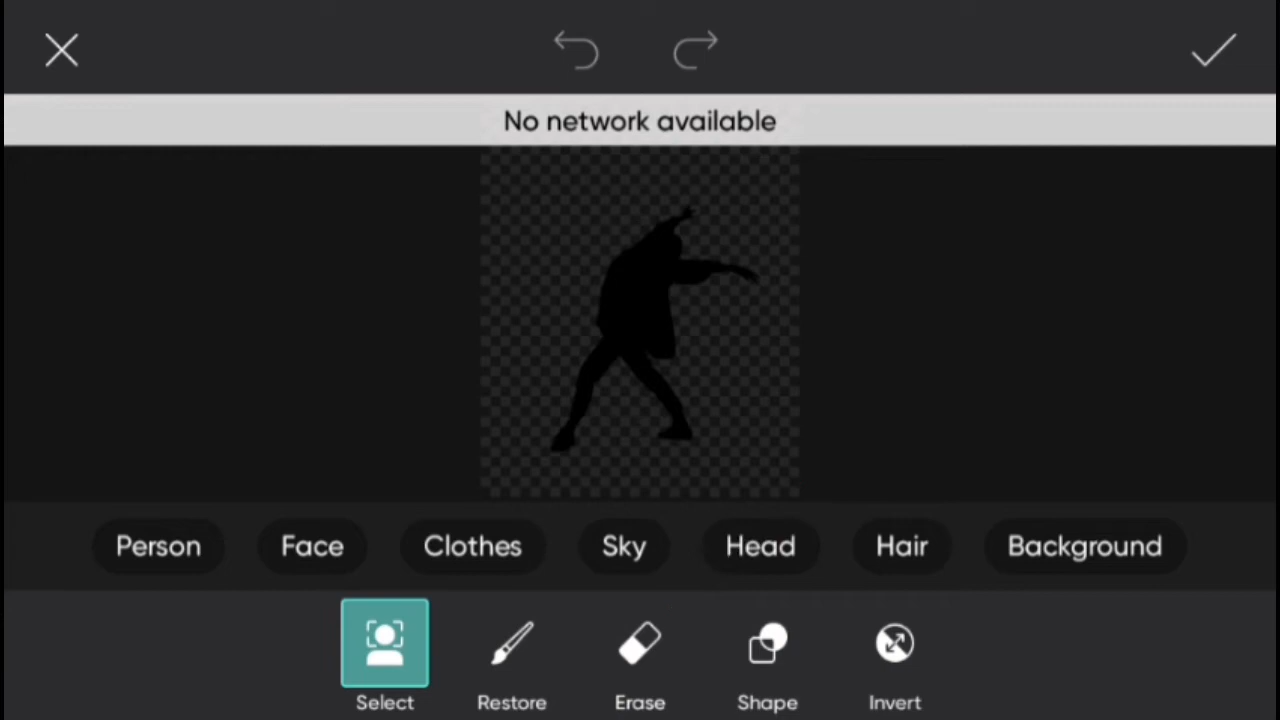 No network available
Person Face Clothes Sky Head Hair Background
Select Restore Erase Shape Invert